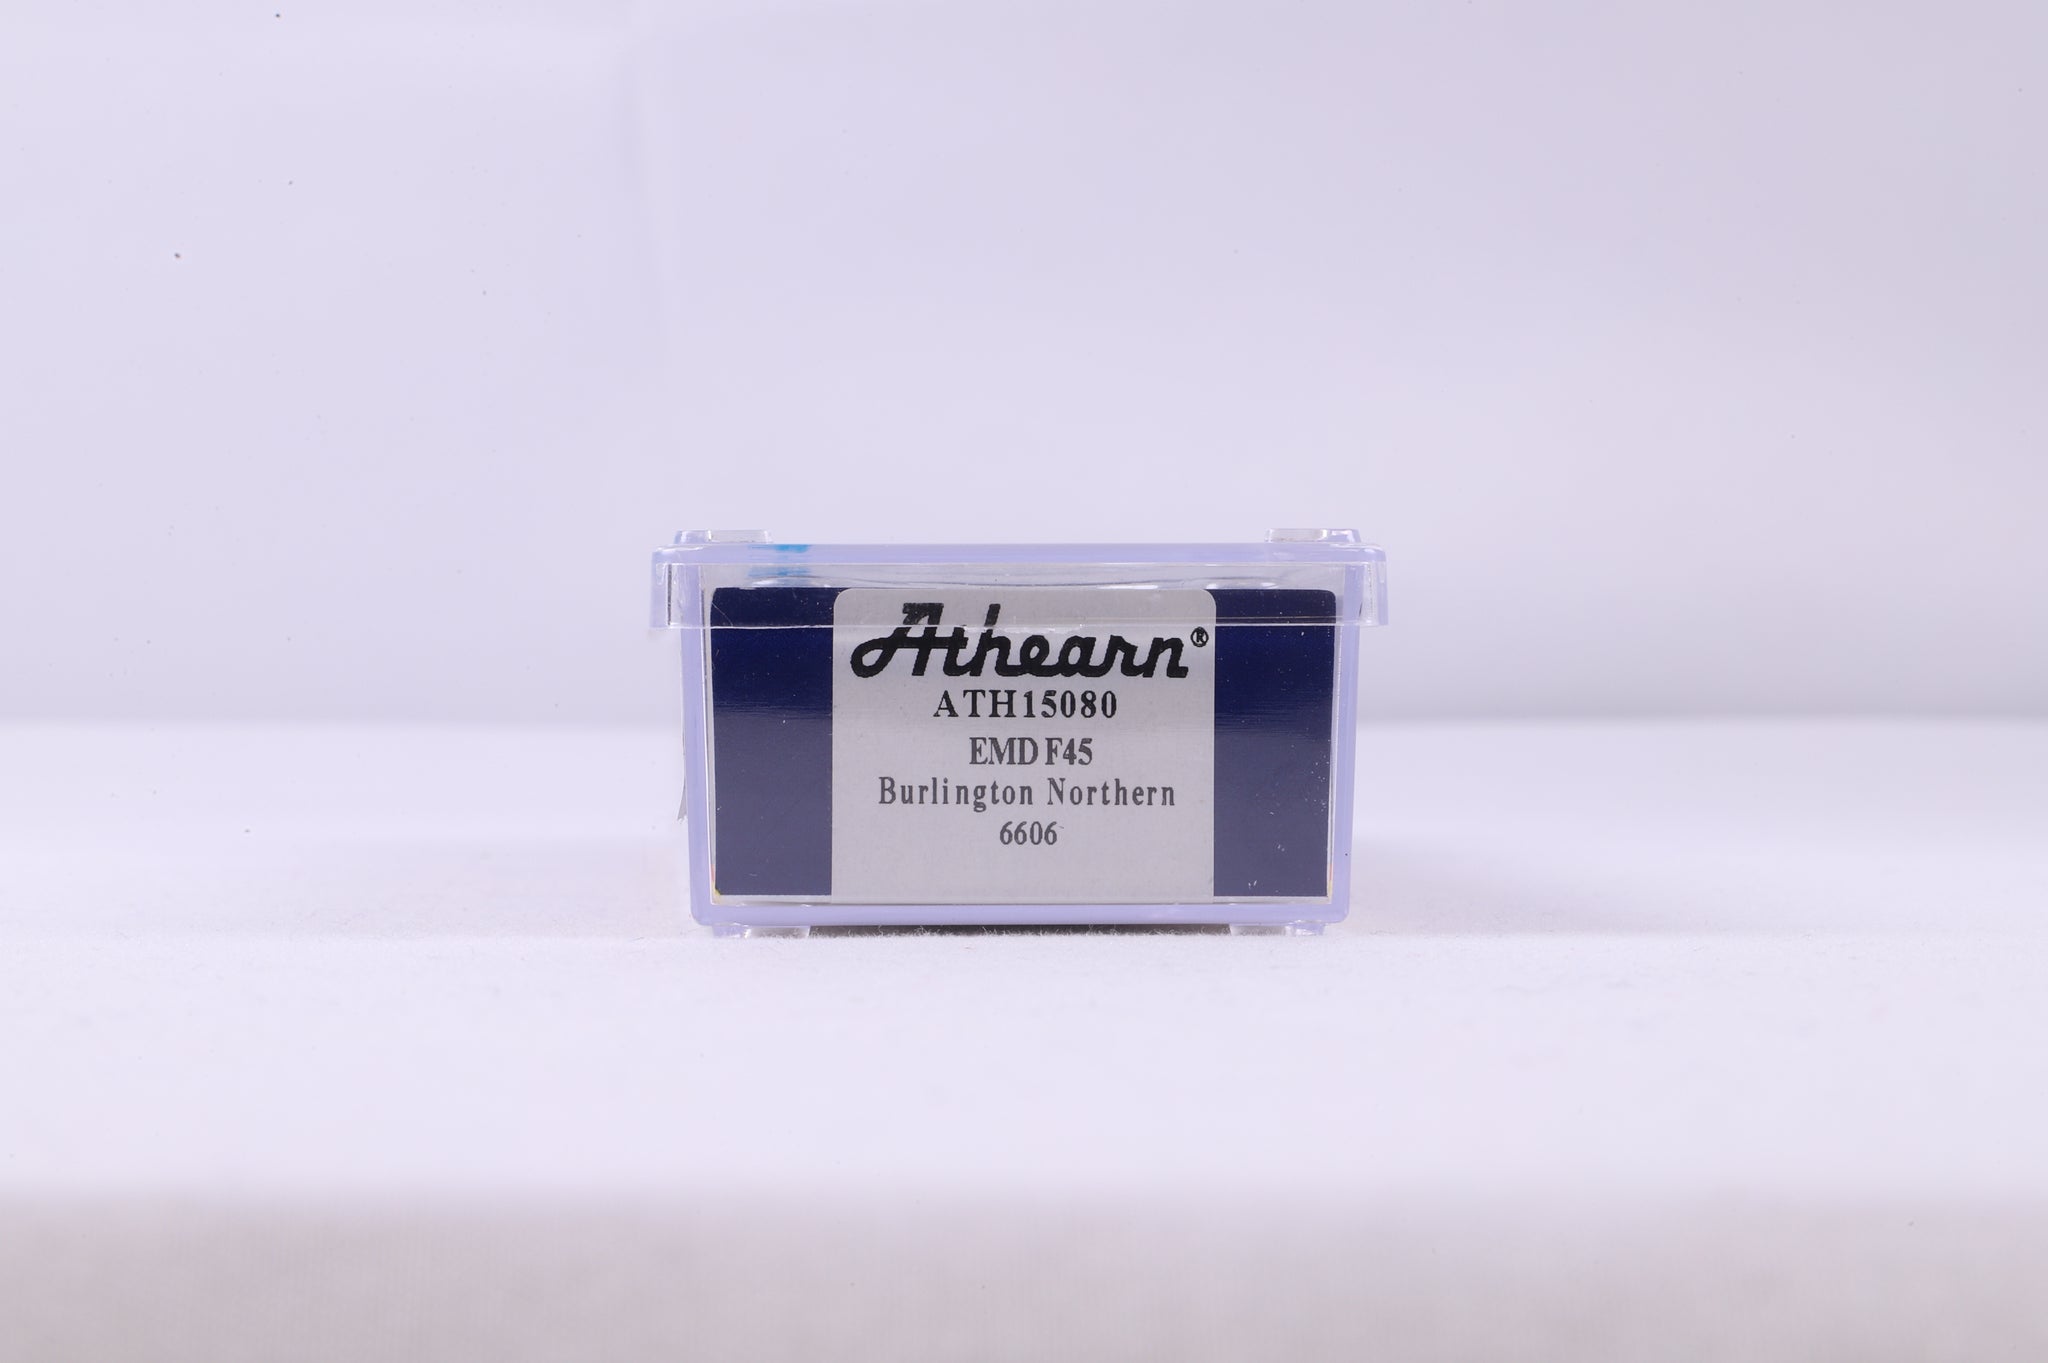 Athearn®
ATH15080
EMD F45
Burlington Northern
6606